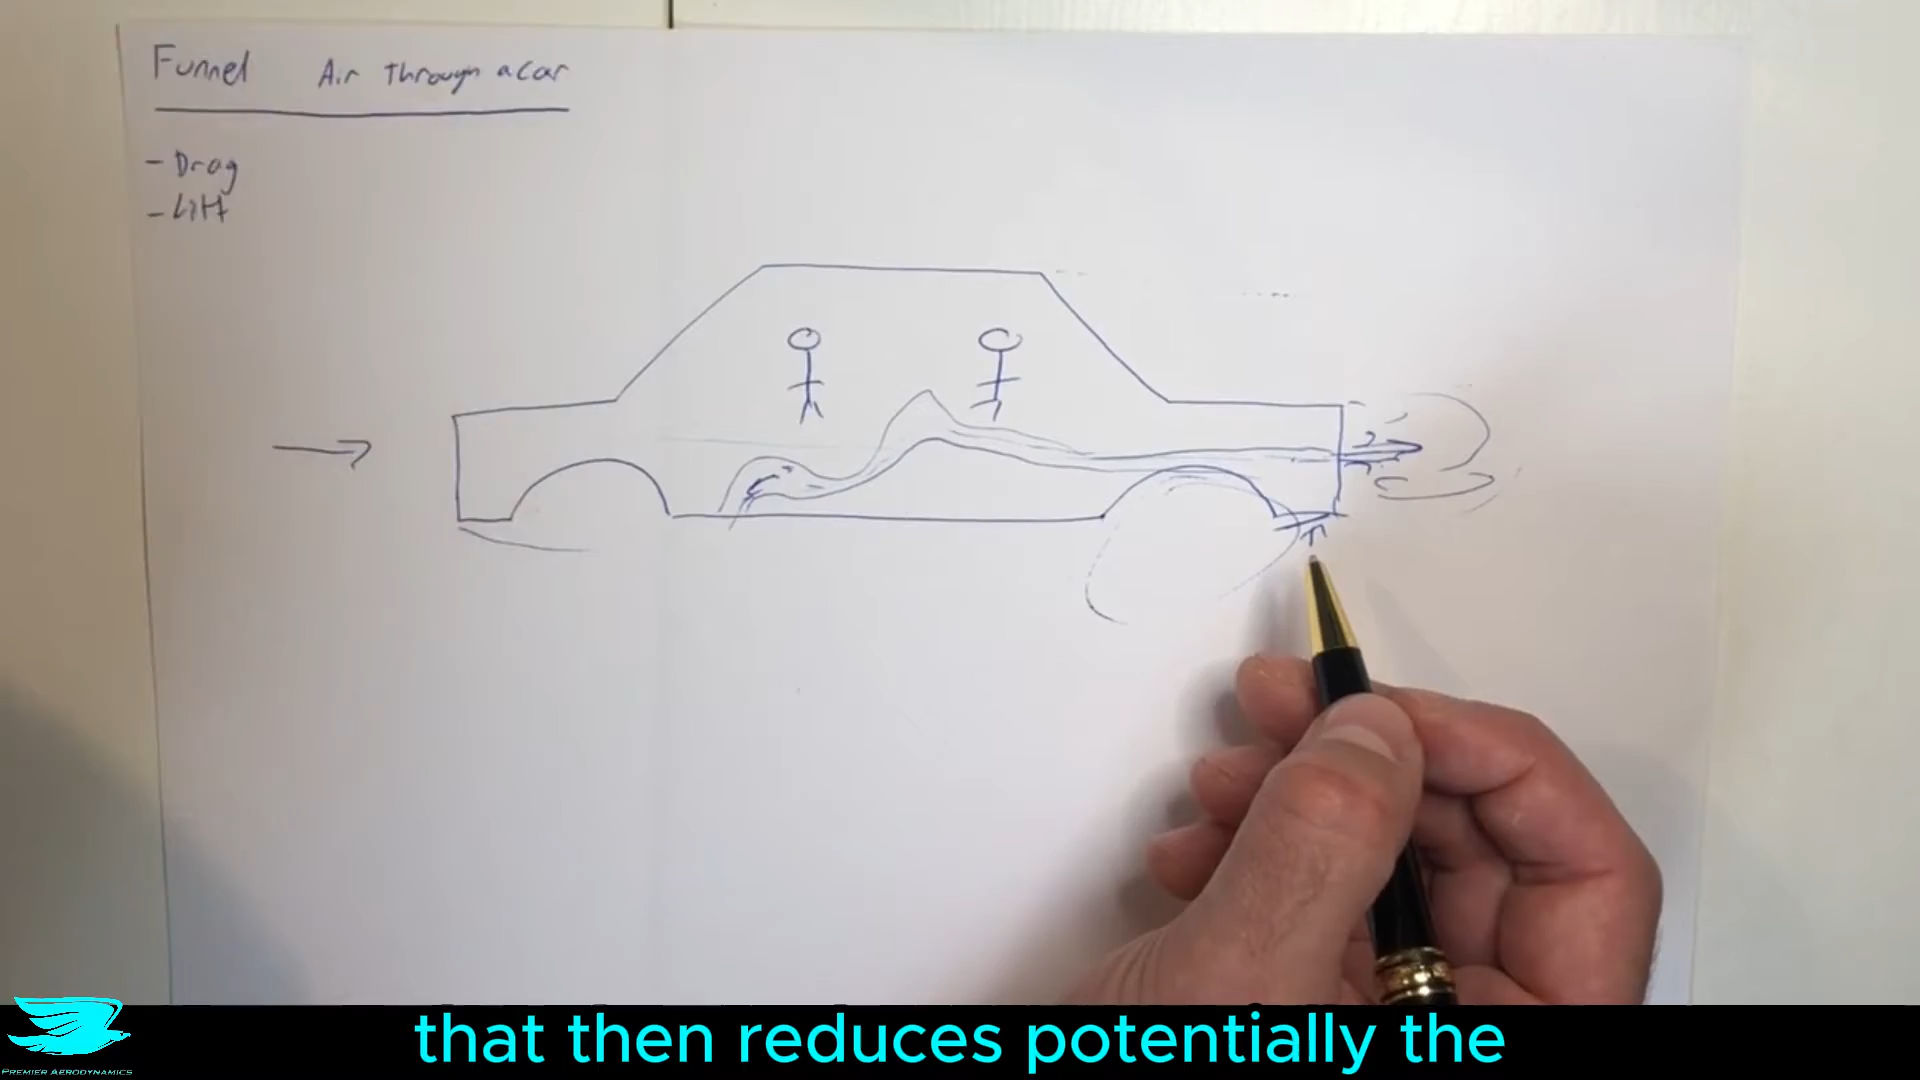 Funnel Air through a car
- Drag
- Lift
that then reduces potentially the
PREMIER AERODYNAMICS